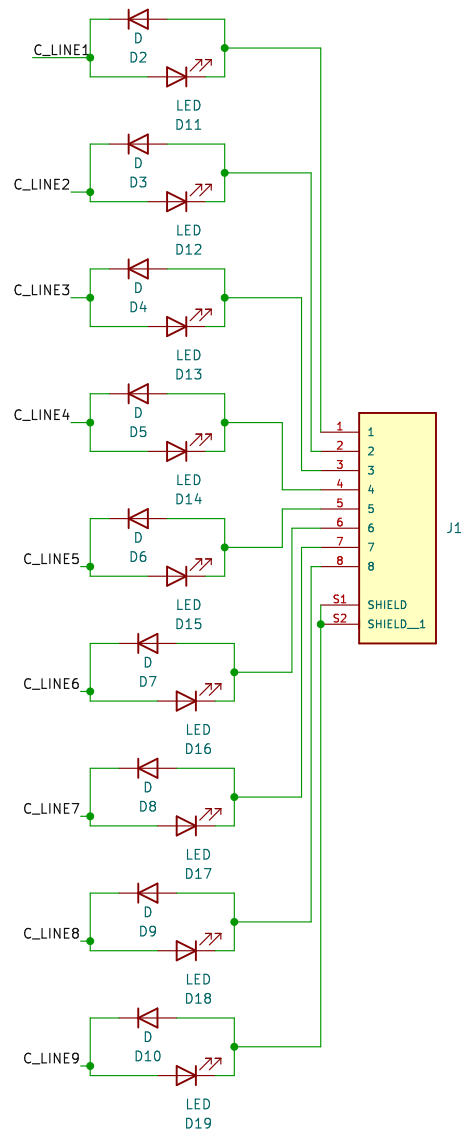 C_LINE1
D
D2
LED
D11
C_LINE2
D
D3
LED
D12
C_LINE3
D
D4
LED
D13
C_LINE4
D
D5
LED
D14
C_LINE5
D
D6
LED
D15
C_LINE6
D
D7
LED
D16
C_LINE7
D
D8
LED
D17
C_LINE8
D
D9
LED
D18
C_LINE9
D
D10
LED
D19
1 1
2 2
3 3
4 4
5 5
6 6
7 7
8 8
S1 SHIELD
S2 SHIELD__1
J1